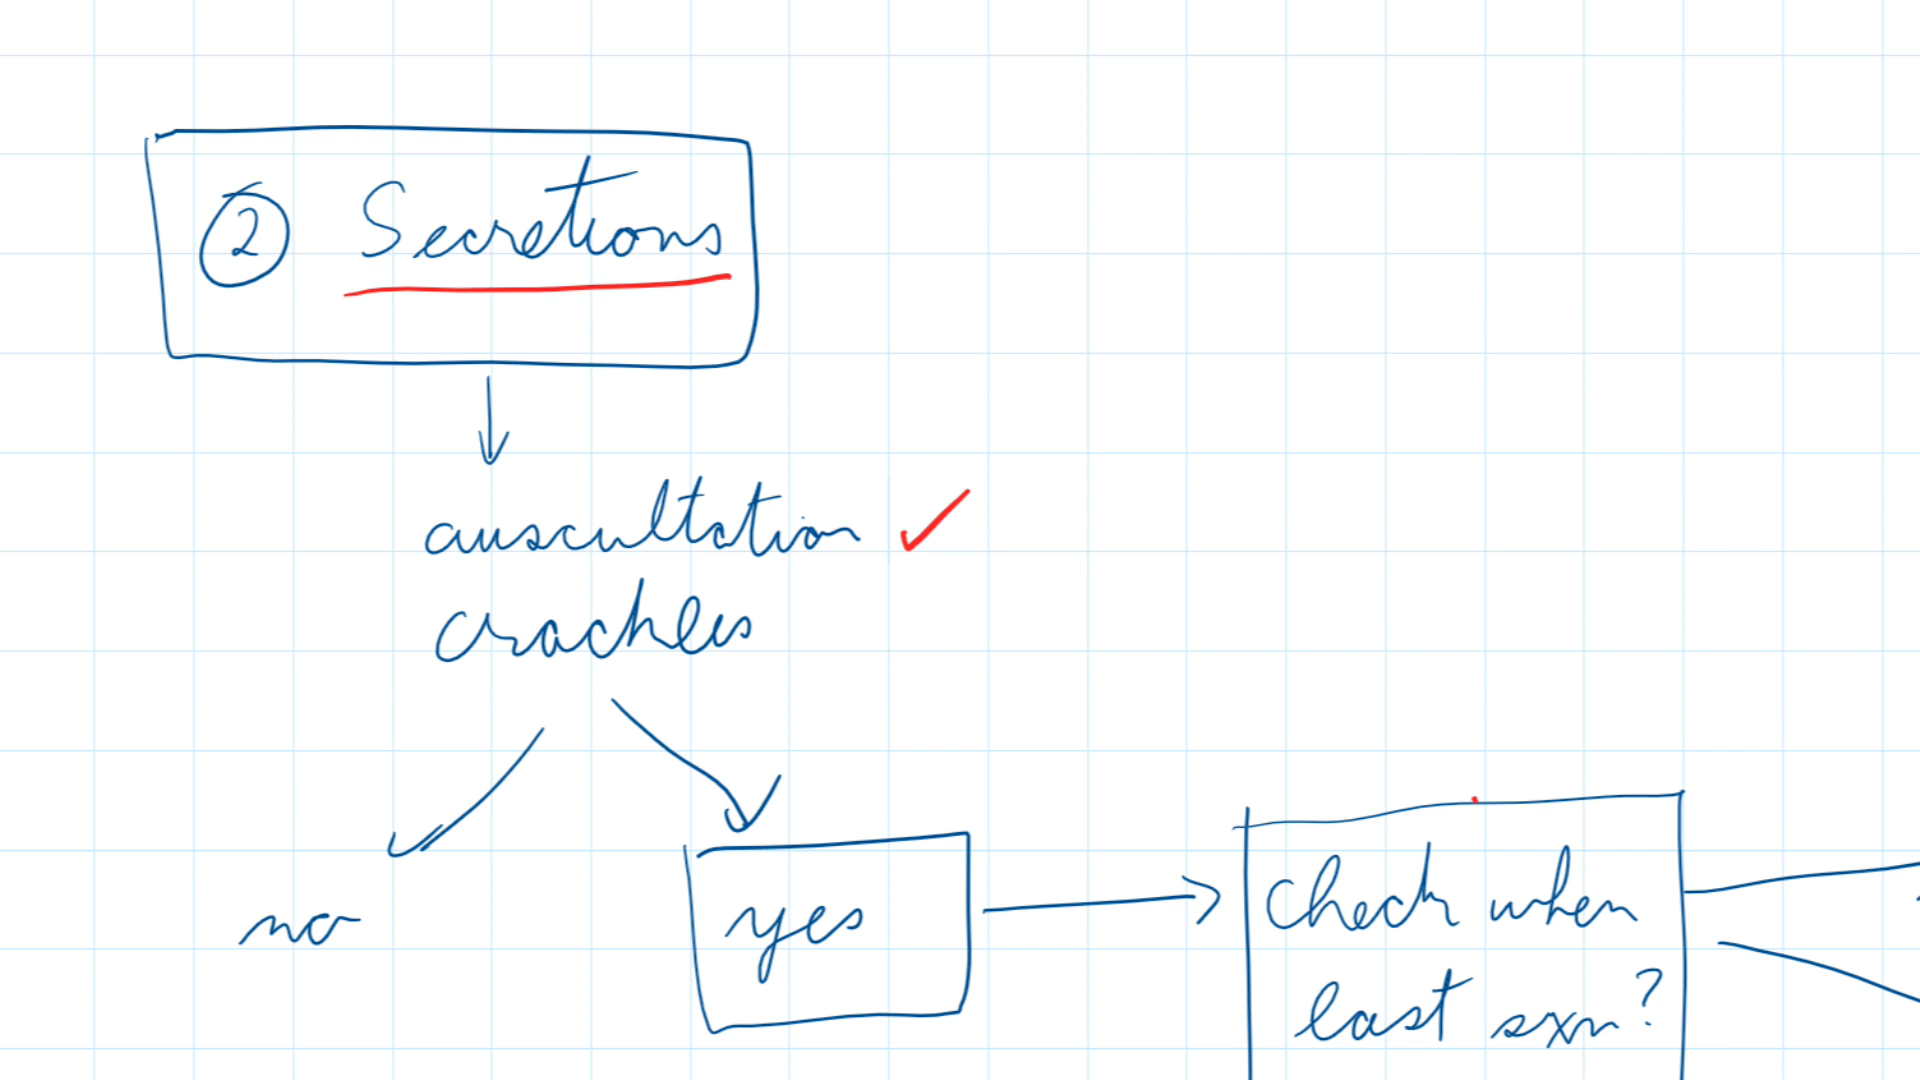 ② Secretions
auscultation ✓
crackles
no
yes
check when
last sxn?